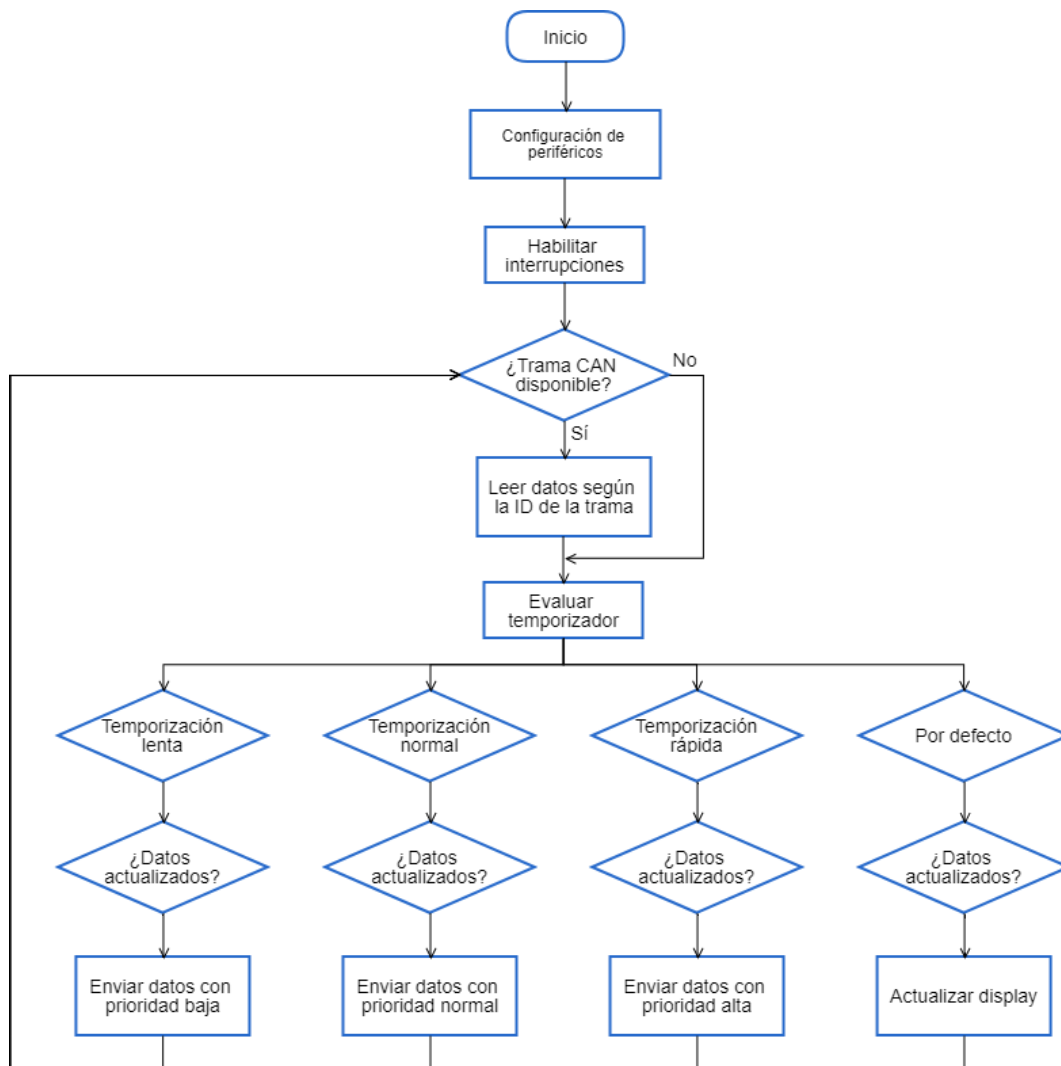 Inicio
Configuración de
periféricos
Habilitar
interrupciones
¿Trama CAN
disponible?
No
Sí
Leer datos según
la ID de la trama
Evaluar
temporizador
Temporización
lenta
Temporización
normal
Temporización
rápida
Por defecto
¿Datos
actualizados?
¿Datos
actualizados?
¿Datos
actualizados?
¿Datos
actualizados?
Enviar datos con
prioridad baja
Enviar datos con
prioridad normal
Enviar datos con
prioridad alta
Actualizar display